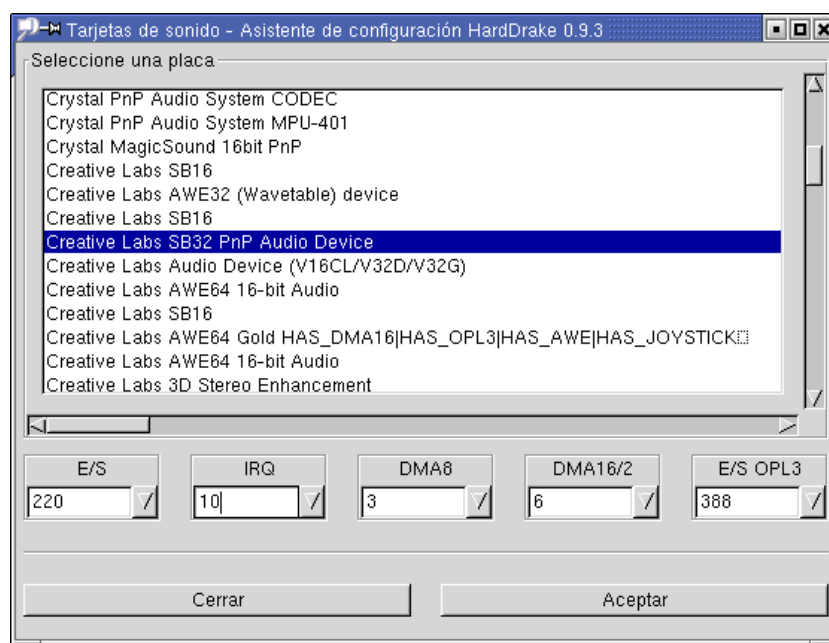 Tarjetas de sonido - Asistente de configuración HardDrake 0.9.3
Seleccione una placa
Crystal PnP Audio System CODEC
Crystal PnP Audio System MPU-401
Crystal MagicSound 16bit PnP
Creative Labs SB16
Creative Labs AWE32 (Wavetable) device
Creative Labs SB16
Creative Labs SB32 PnP Audio Device
Creative Labs Audio Device (V16CL/V32D/V32G)
Creative Labs AWE64 16-bit Audio
Creative Labs SB16
Creative Labs AWE64 Gold HAS_DMA16|HAS_OPL3|HAS_AWE|HAS_JOYSTICK
Creative Labs AWE64 16-bit Audio
Creative Labs 3D Stereo Enhancement
E/S IRQ DMA8 DMA16/2 E/S OPL3
220 10 3 6 388
Cerrar Aceptar